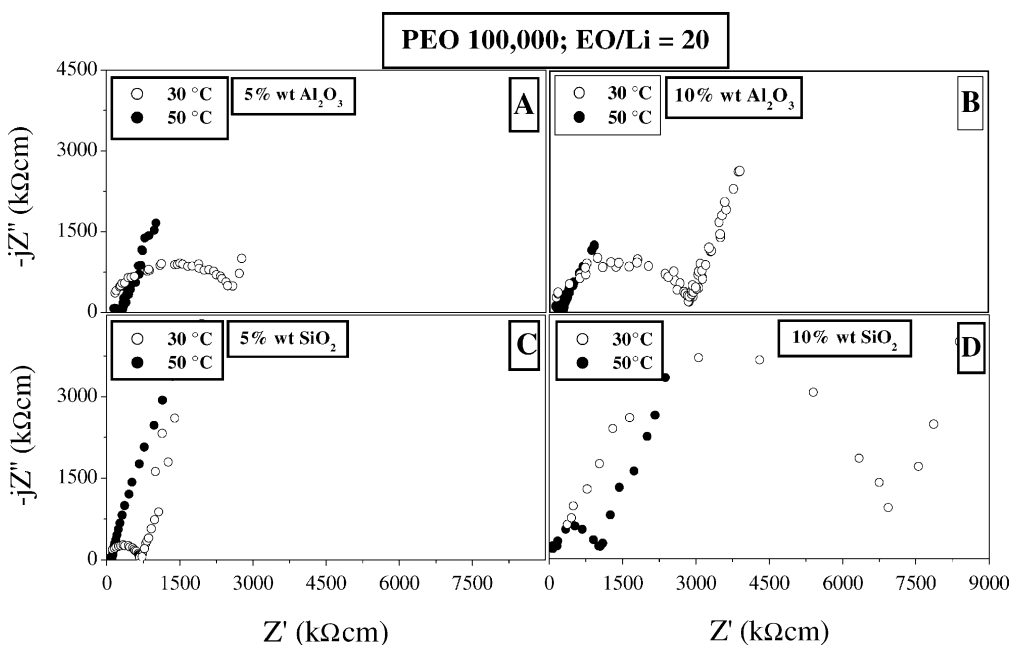 PEO 100,000; EO/Li = 20
4500
3000
1500
0
-jZ" (kΩcm)
30 °C
50 °C
5% wt Al₂O₃
A
30 °C
50 °C
10% wt Al₂O₃
B
3000
1500
0
-jZ" (kΩcm)
30 °C
50 °C
5% wt SiO₂
C
30°C
50°C
10% wt SiO₂
D
0 1500 3000 4500 6000 7500
0 1500 3000 4500 6000 7500 9000
Z' (kΩcm)
Z' (kΩcm)